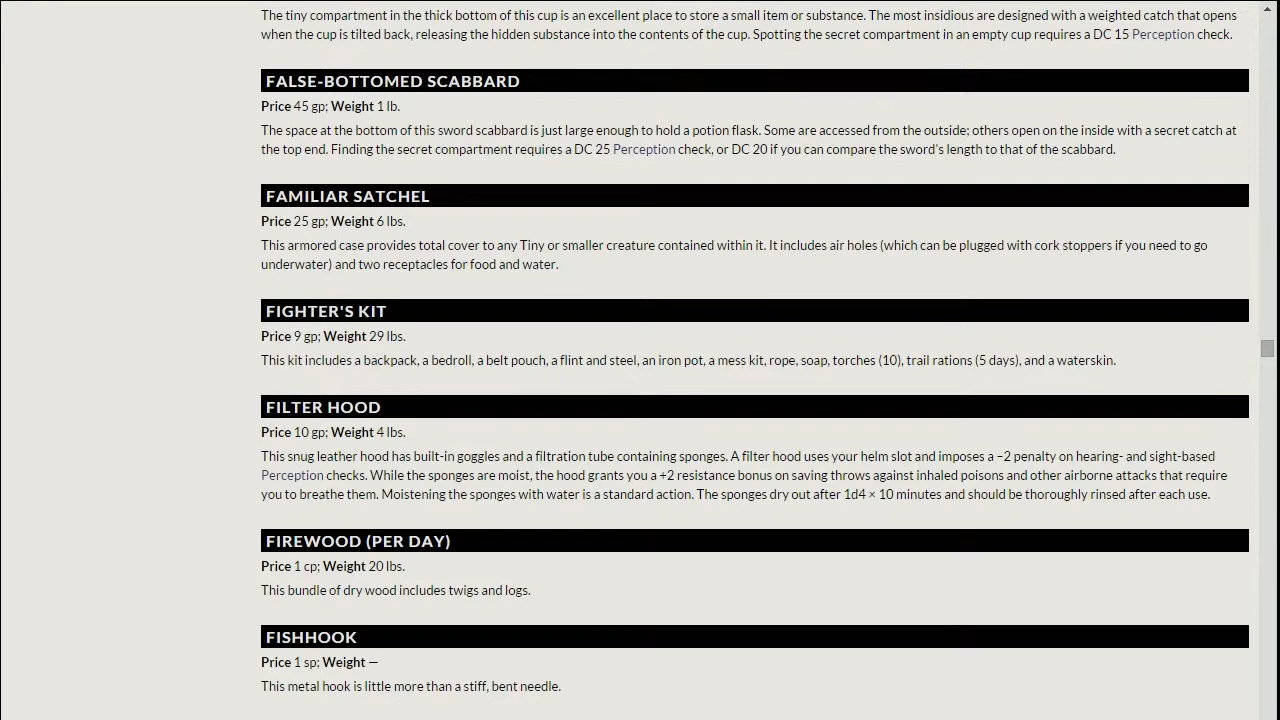 The tiny compartment in the thick bottom of this cup is an excellent place to store a small item or substance. The most insidious are designed with a weighted catch that opens
when the cup is tilted back, releasing the hidden substance into the contents of the cup. Spotting the secret compartment in an empty cup requires a DC 15 Perception check.
FALSE-BOTTOMED SCABBARD
Price 45 gp; Weight 1 lb.
The space at the bottom of this sword scabbard is just large enough to hold a potion flask. Some are accessed from the outside; others open on the inside with a secret catch at
the top end. Finding the secret compartment requires a DC 25 Perception check, or DC 20 if you can compare the sword's length to that of the scabbard.
FAMILIAR SATCHEL
Price 25 gp; Weight 6 lbs.
This armored case provides total cover to any Tiny or smaller creature contained within it. It includes air holes (which can be plugged with cork stoppers if you need to go
underwater) and two receptacles for food and water.
FIGHTER'S KIT
Price 9 gp; Weight 29 lbs.
This kit includes a backpack, a bedroll, a belt pouch, a flint and steel, an iron pot, a mess kit, rope, soap, torches (10), trail rations (5 days), and a waterskin.
FILTER HOOD
Price 10 gp; Weight 4 lbs.
This snug leather hood has built-in goggles and a filtration tube containing sponges. A filter hood uses your helm slot and imposes a –2 penalty on hearing- and sight-based
Perception checks. While the sponges are moist, the hood grants you a +2 resistance bonus on saving throws against inhaled poisons and other airborne attacks that require
you to breathe them. Moistening the sponges with water is a standard action. The sponges dry out after 1d4 × 10 minutes and should be thoroughly rinsed after each use.
FIREWOOD (PER DAY)
Price 1 cp; Weight 20 lbs.
This bundle of dry wood includes twigs and logs.
FISHHOOK
Price 1 sp; Weight —
This metal hook is little more than a stiff, bent needle.